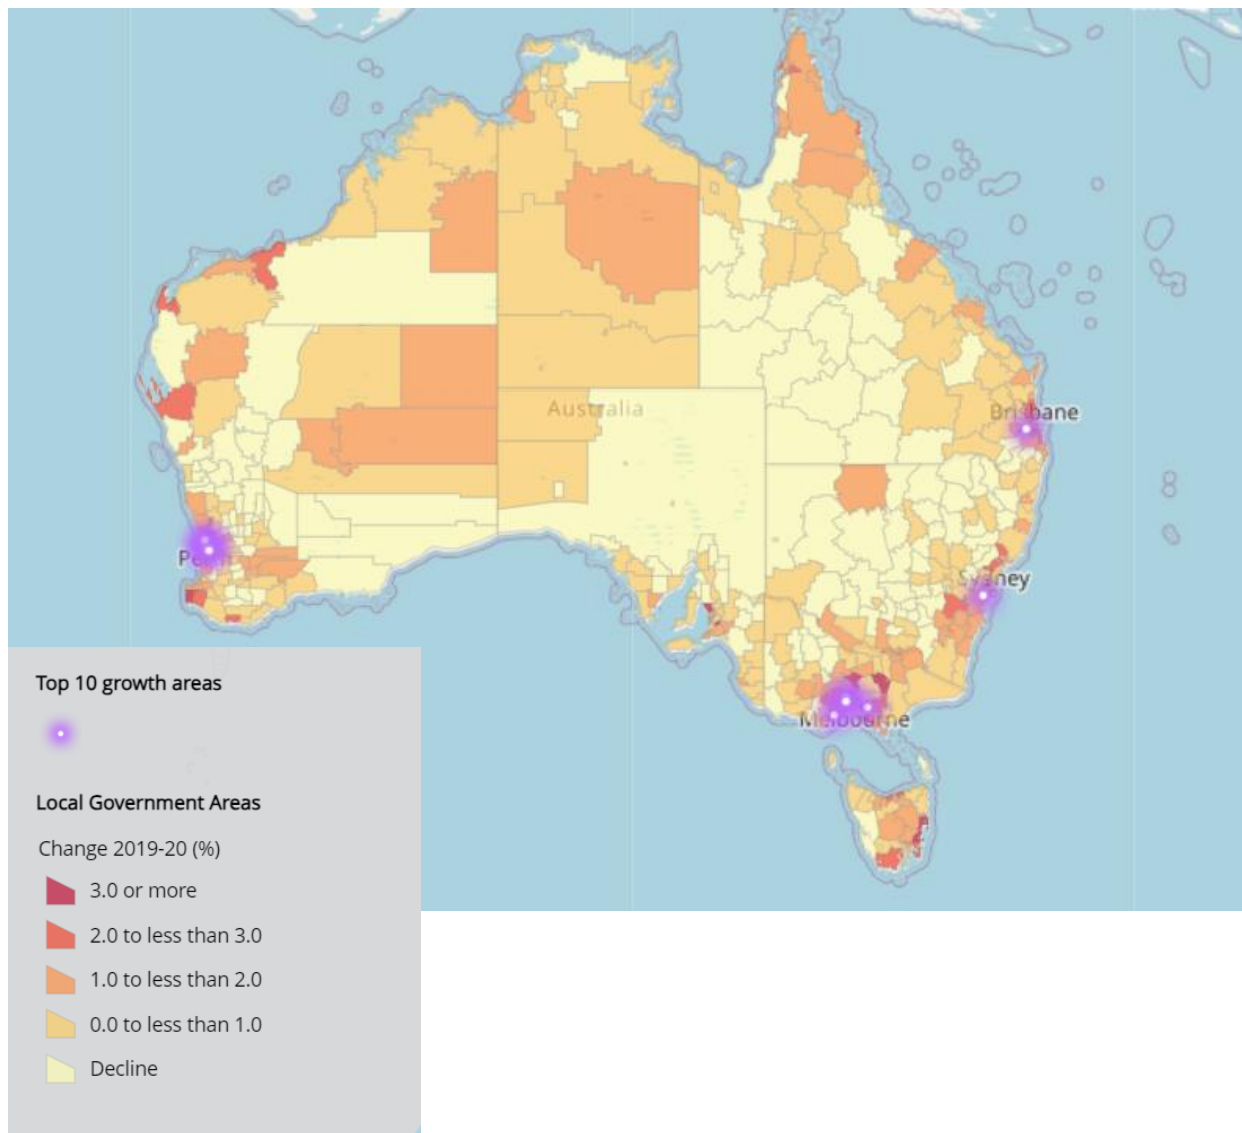 Australia
Brisbane
Sydney
Melbourne
Top 10 growth areas
Local Government Areas
Change 2019-20 (%)
3.0 or more
2.0 to less than 3.0
1.0 to less than 2.0
0.0 to less than 1.0
Decline